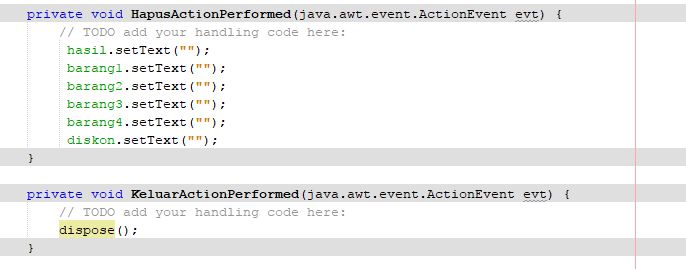 private void HapusActionPerformed(java.awt.event.ActionEvent evt) {
// TODO add your handling code here:
hasil.setText("");
barang1.setText("");
barang2.setText("");
barang3.setText("");
barang4.setText("");
diskon.setText("");
}
private void KeluarActionPerformed(java.awt.event.ActionEvent evt) {
// TODO add your handling code here:
dispose();
}